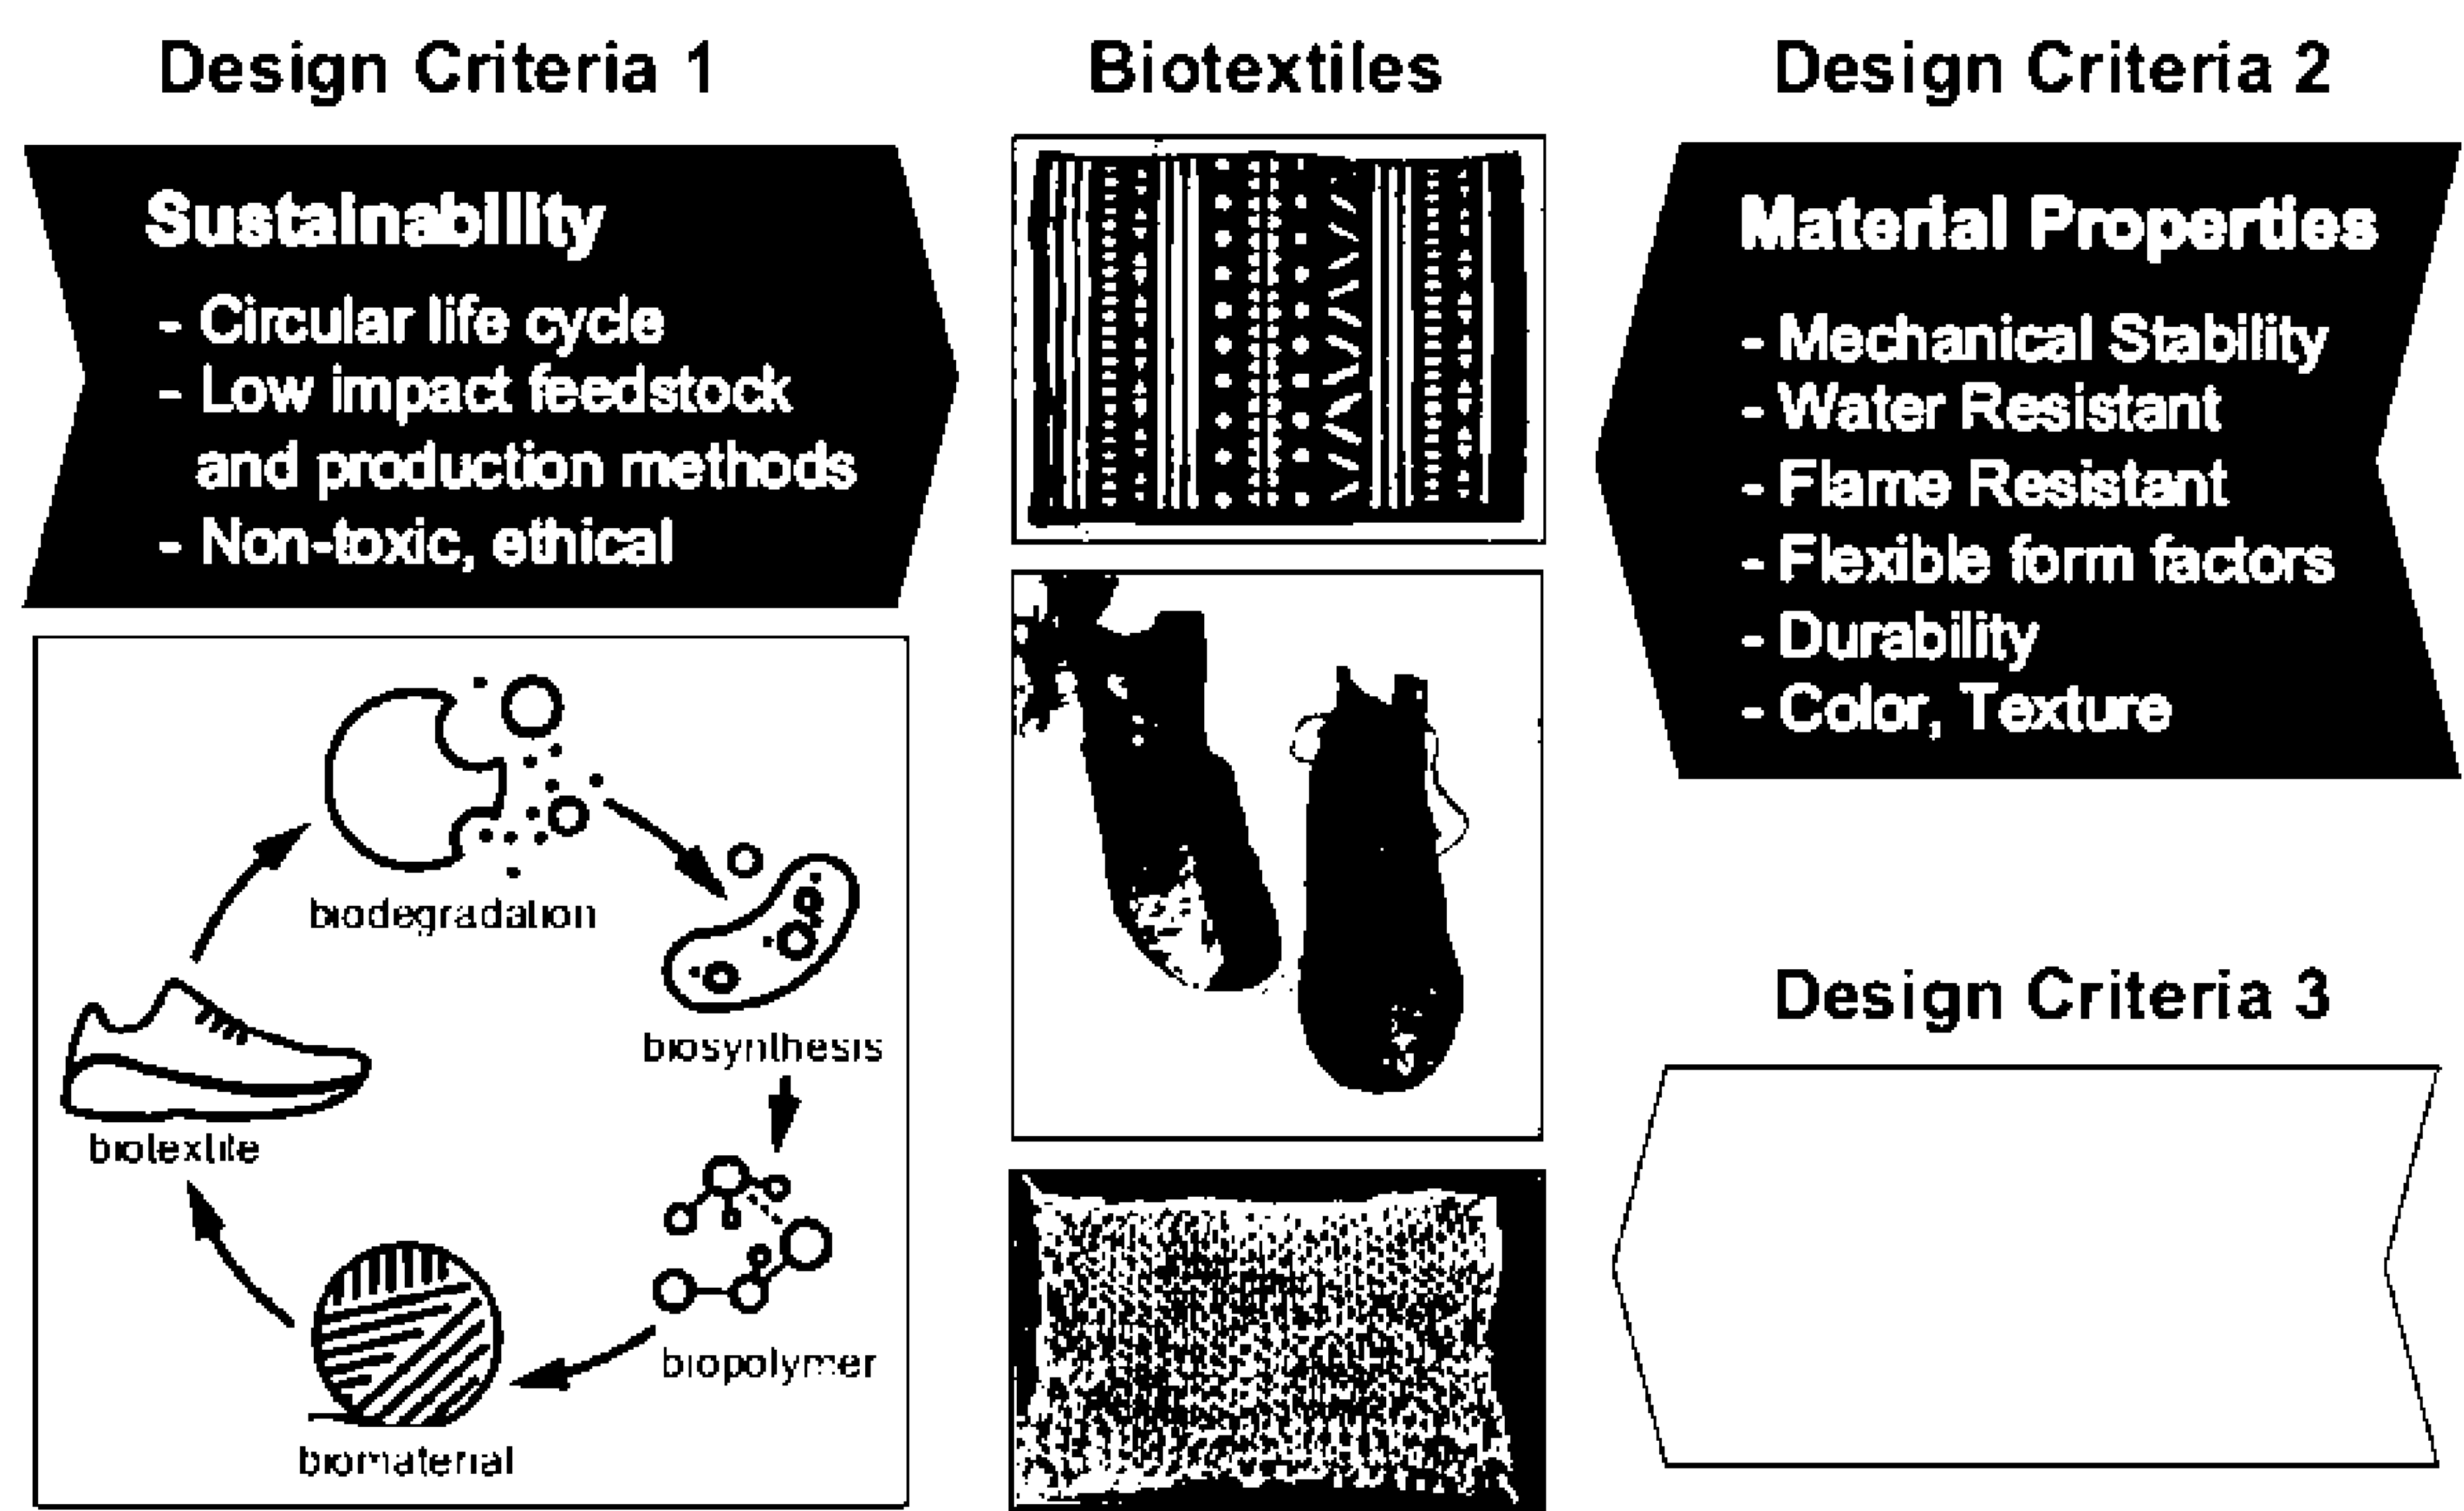 Design Criteria 1
Sustainability
- Circular life cycle
- Low impact feedstock
and production methods
- Non-toxic, ethical
biodegradation
biosynthesis
biopolymer
biomaterial
biotextile
Biotextiles
Design Criteria 2
Material Properties
- Mechanical Stability
- Water Resistant
- Flame Resistant
- Flexible form factors
- Durability
- Color, Texture
Design Criteria 3